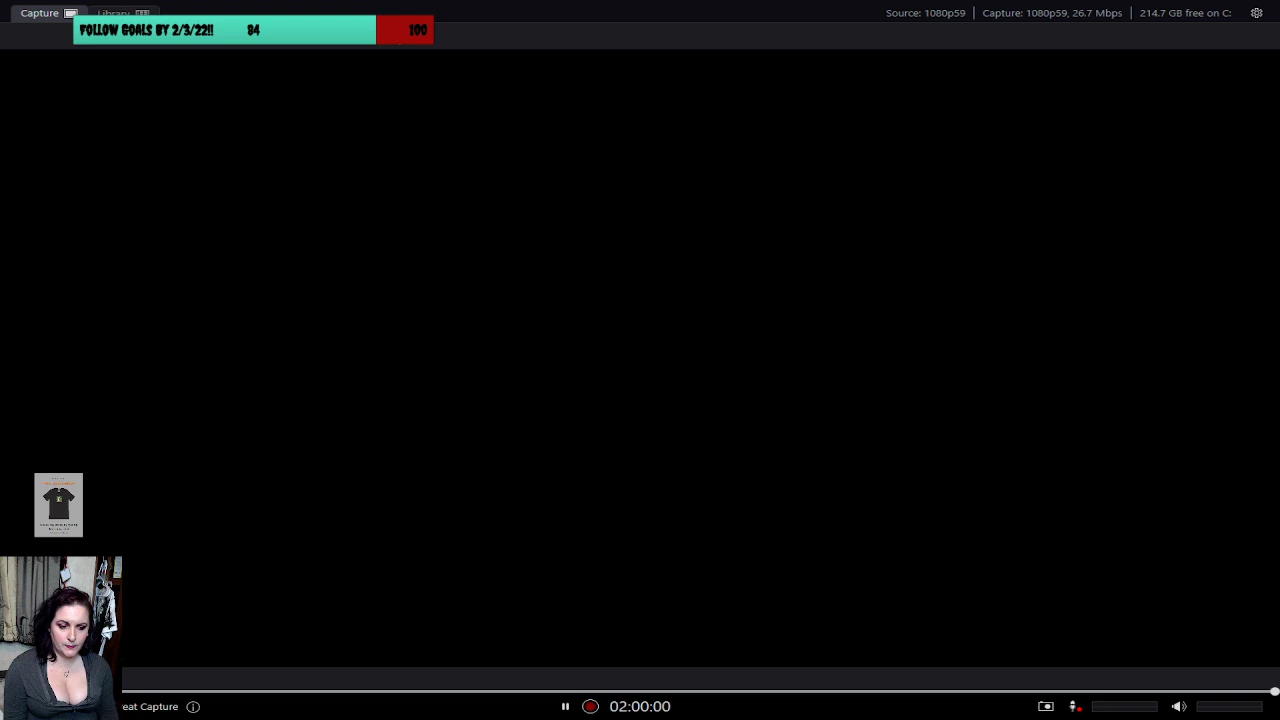 Capture
Library
Source: 1080p59
Capture: 1080p59, 26.7 Mbps
214.7 GB free on C:
FOLLOW GOALS BY 2/3/22!! 84 100
eat Capture
02:00:00